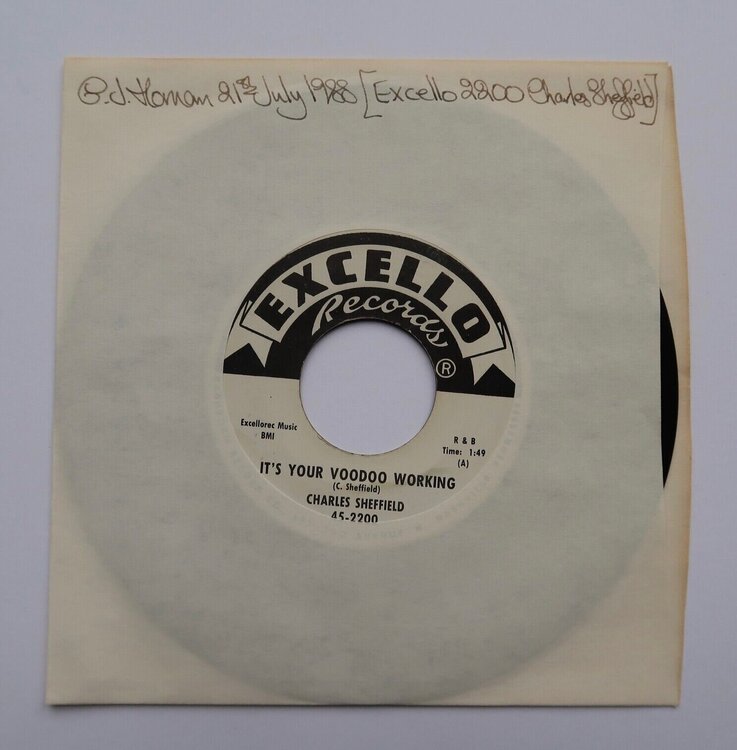 P.J. Homan 21st July 1988 [Excello 2200 Charles Sheffield]
EXCELLO
Records
®
Excellorec Music
BMI
R & B
Time: 1:49
(A)
IT'S YOUR VOODOO WORKING
(C. Sheffield)
CHARLES SHEFFIELD
45-2200